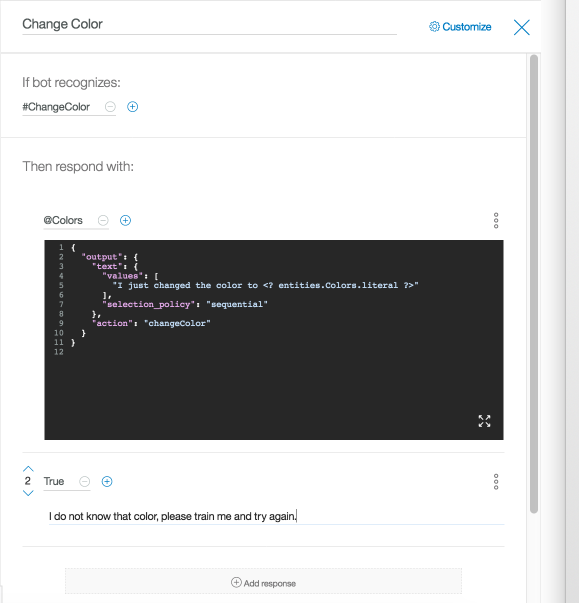 Change Color
Customize
If bot recognizes:
#ChangeColor
Then respond with:
@Colors
1 {
2 "output": {
3 "text": {
4 "values": [
5 "I just changed the color to <? entities.Colors.literal ?>"
6 ],
7 "selection_policy": "sequential"
8 },
9 "action": "changeColor"
10 }
11 }
12
2 True
I do not know that color, please train me and try again.
Add response